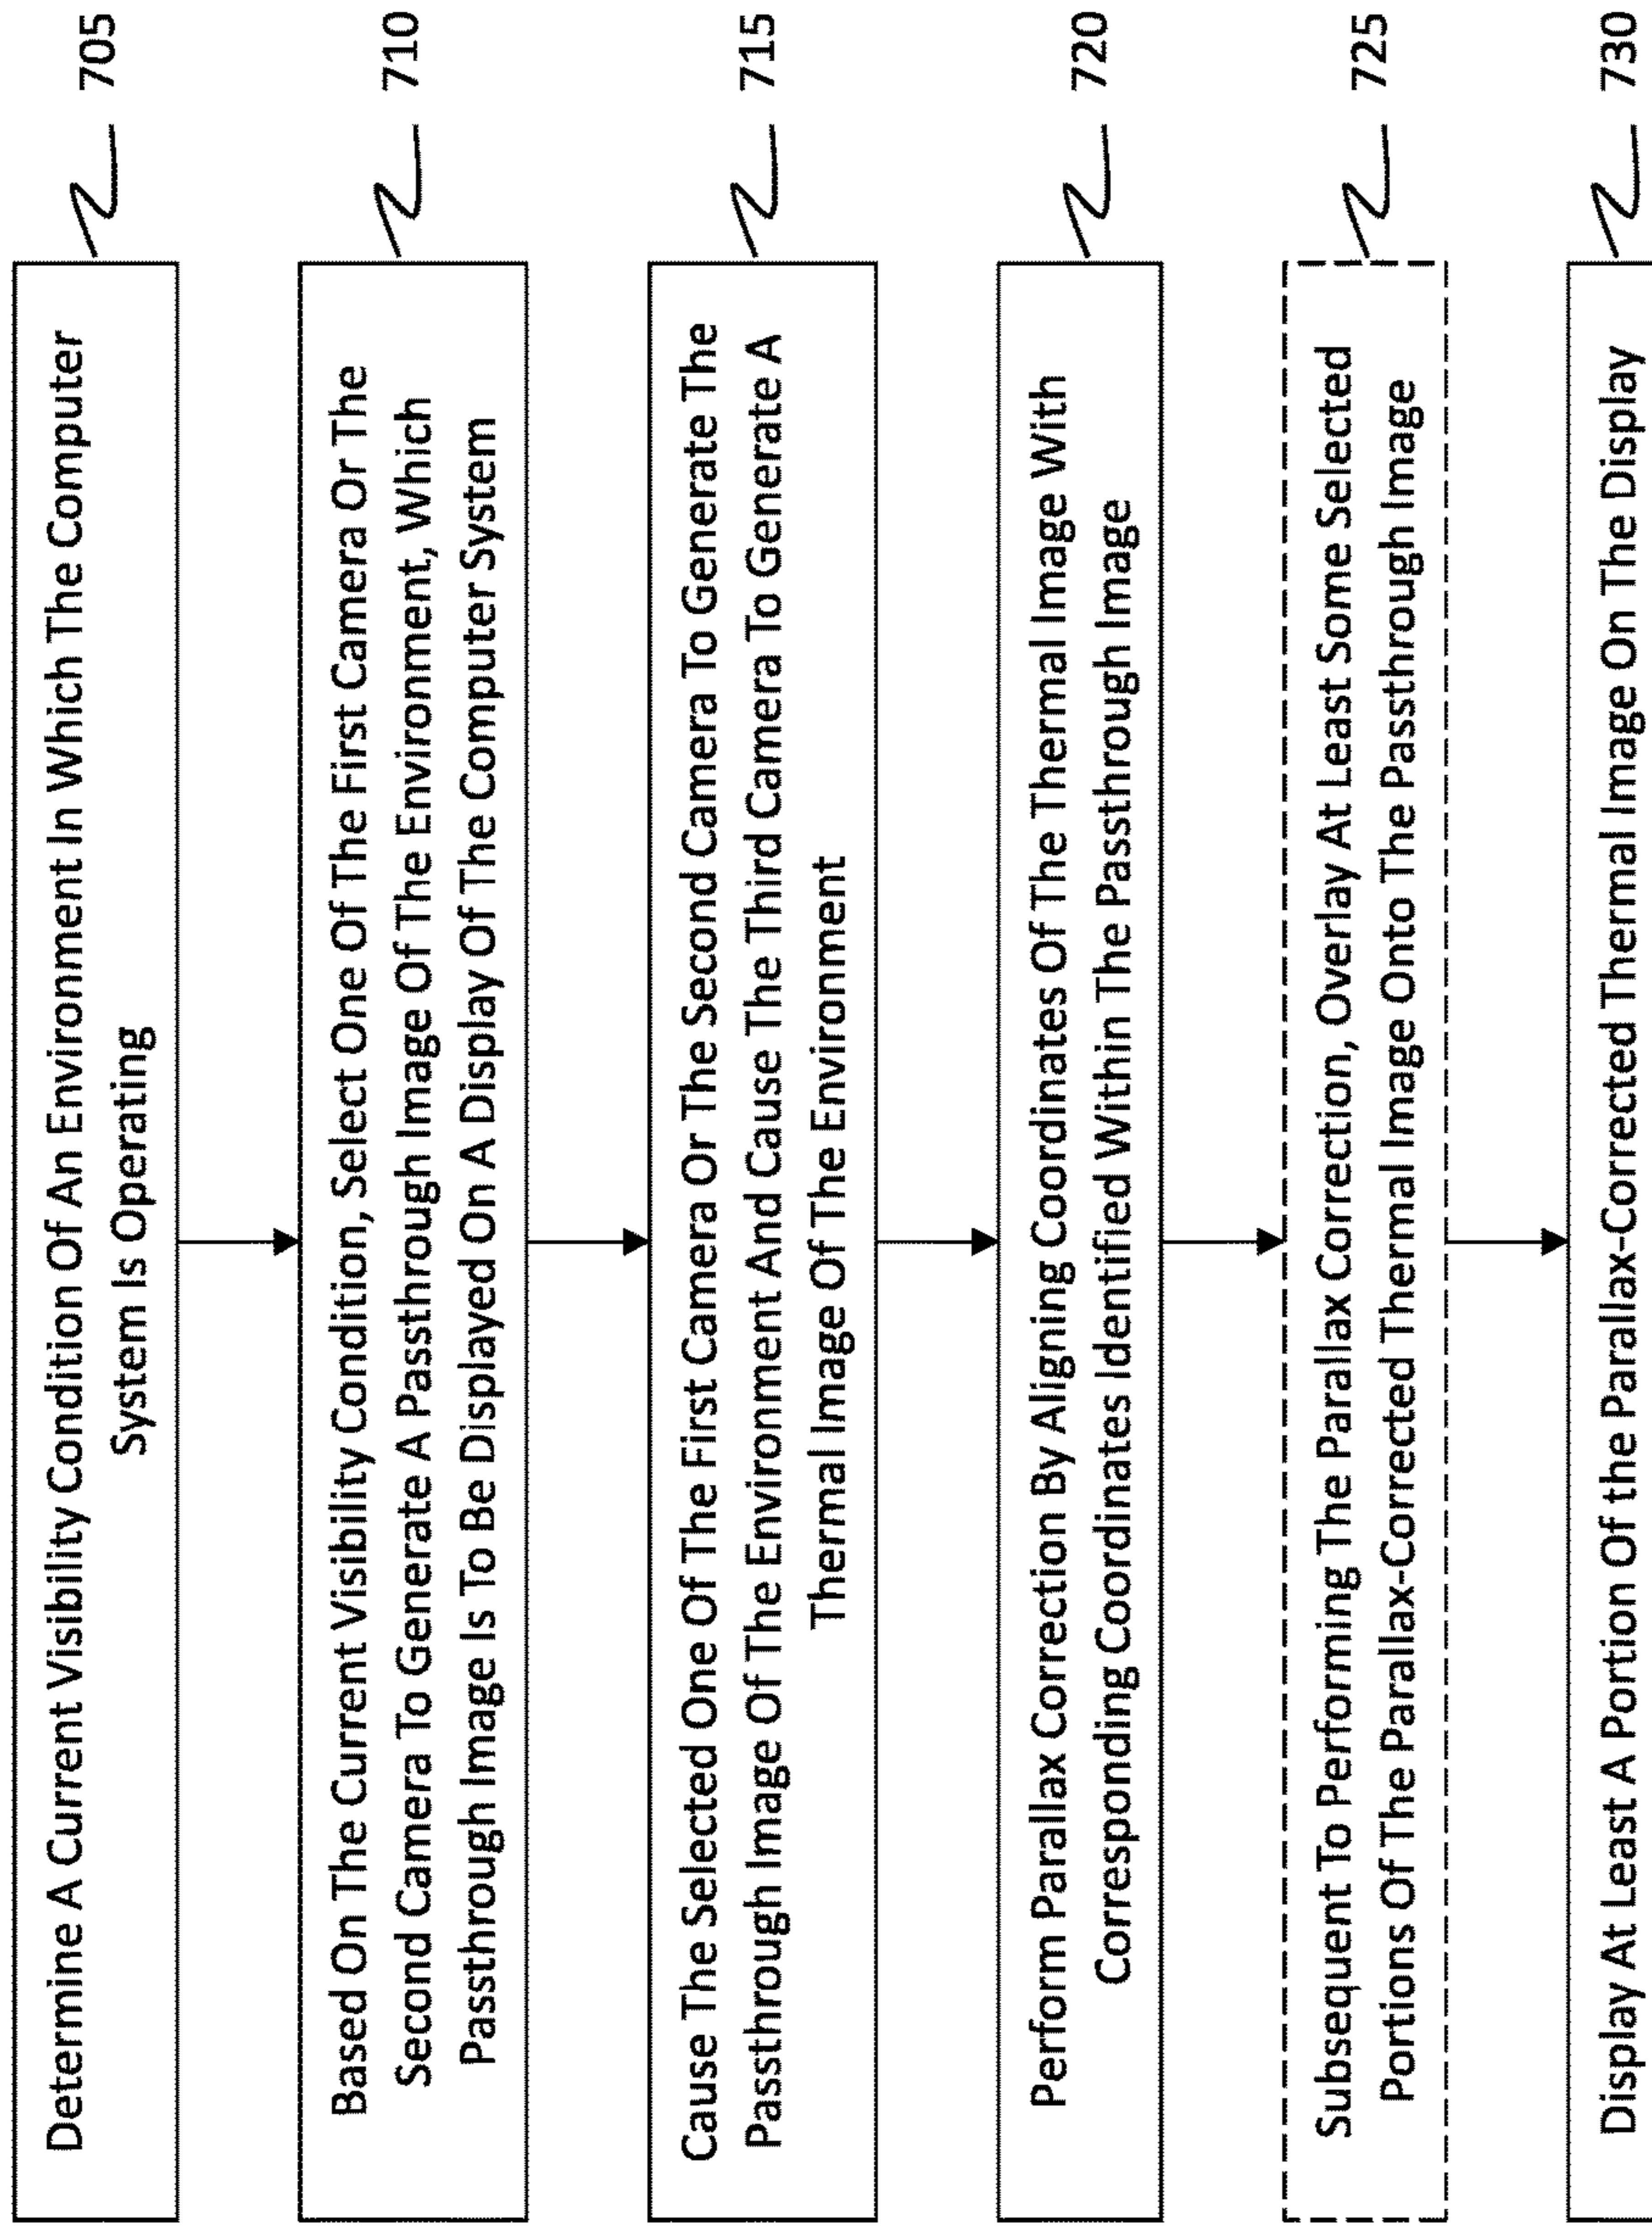 Determine A Current Visibility Condition Of An Environment In Which The Computer
System Is Operating
705
Based On The Current Visibility Condition, Select One Of The First Camera Or The
Second Camera To Generate A Passthrough Image Of The Environment, Which
Passthrough Image Is To Be Displayed On A Display Of The Computer System
710
Cause The Selected One Of The First Camera Or The Second Camera To Generate The
Passthrough Image Of The Environment And Cause The Third Camera To Generate A
Thermal Image Of The Environment
715
Perform Parallax Correction By Aligning Coordinates Of The Thermal Image With
Corresponding Coordinates Identified Within The Passthrough Image
720
Subsequent To Performing The Parallax Correction, Overlay At Least Some Selected
Portions Of The Parallax-Corrected Thermal Image Onto The Passthrough Image
725
Display At Least A Portion Of the Parallax-Corrected Thermal Image On The Display
730